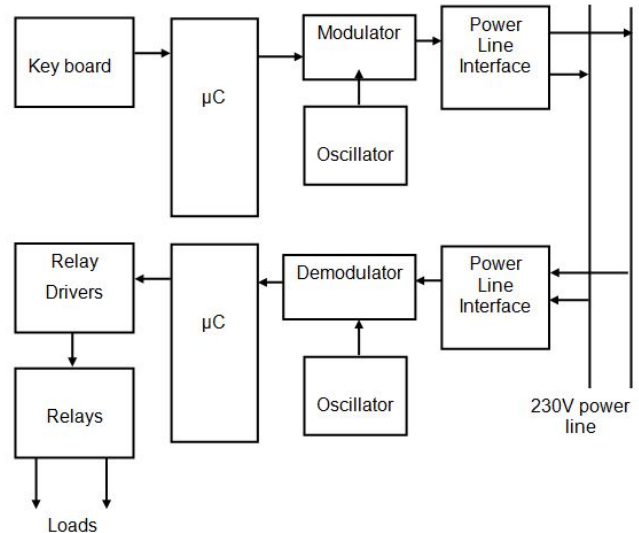 Key board
µC
Modulator
Oscillator
Power
Line
Interface
Relay
Drivers
µC
Demodulator
Oscillator
Power
Line
Interface
Relays
Loads
230V power
line